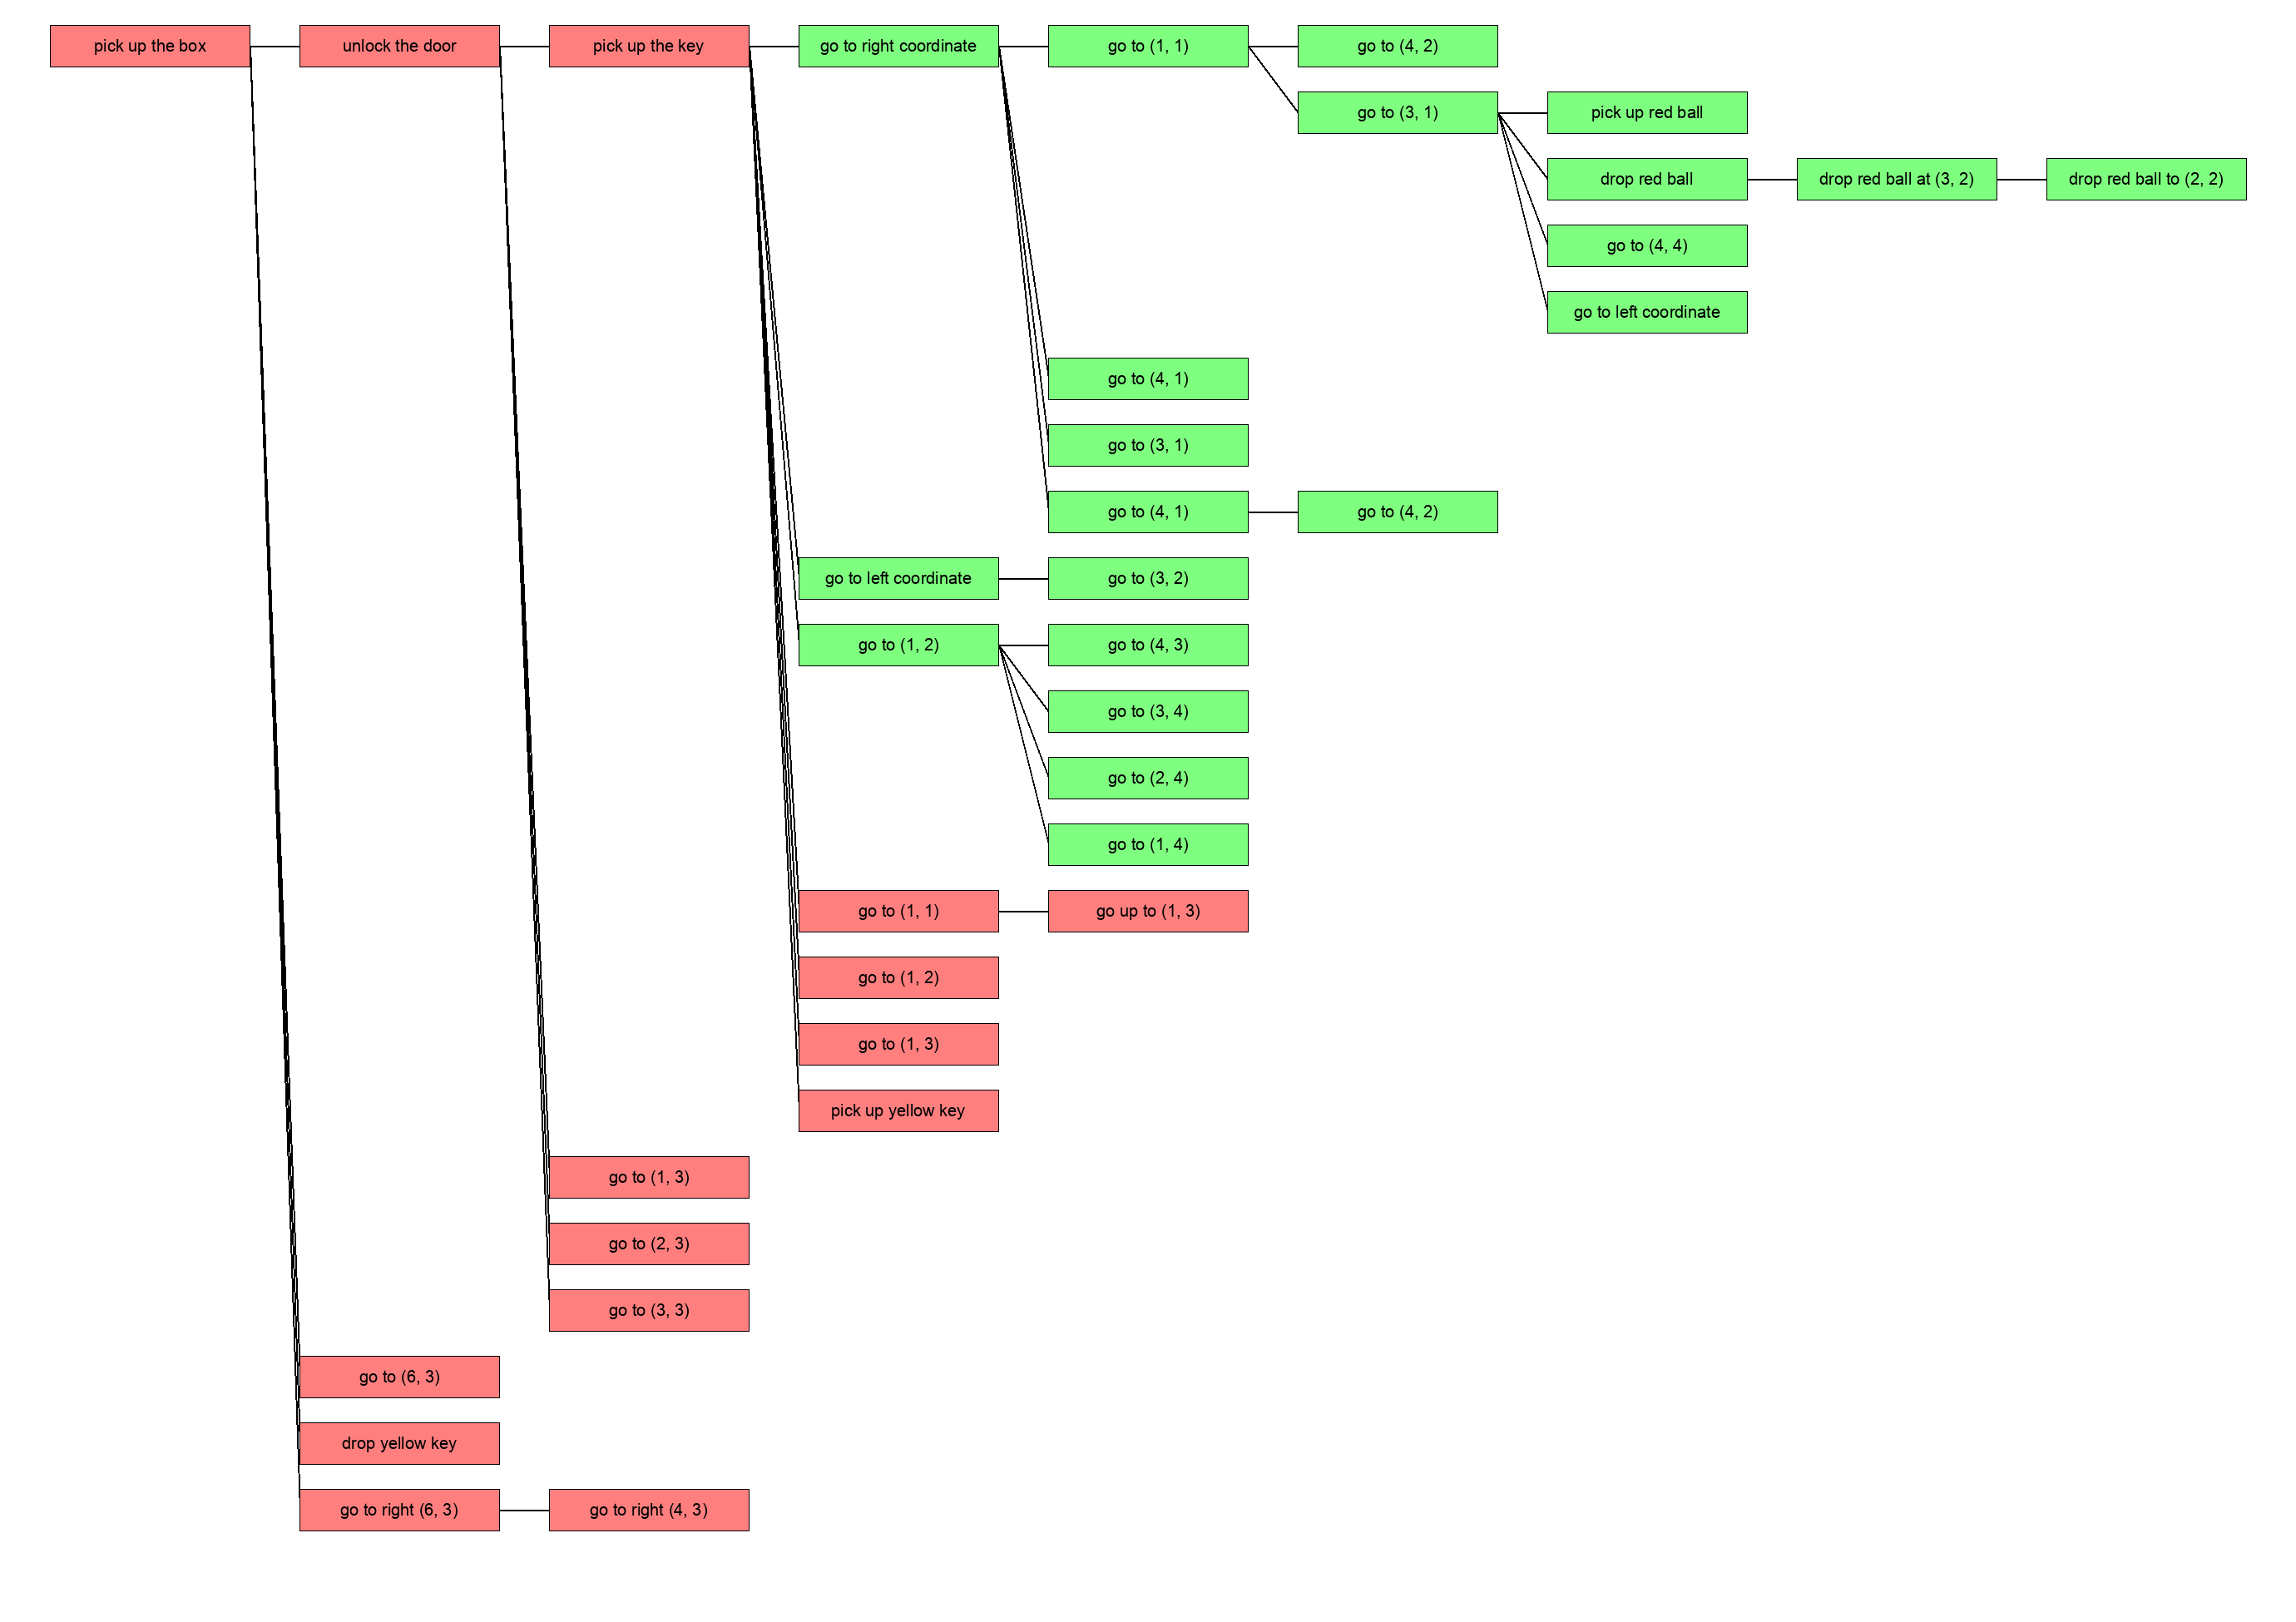 pick up the box
unlock the door
pick up the key
go to right coordinate
go to (1, 1)
go to (4, 2)
go to (3, 1)
pick up red ball
drop red ball
drop red ball at (3, 2)
drop red ball to (2, 2)
go to (4, 4)
go to left coordinate
go to (4, 1)
go to (3, 1)
go to (4, 1)
go to (4, 2)
go to left coordinate
go to (3, 2)
go to (1, 2)
go to (4, 3)
go to (3, 4)
go to (2, 4)
go to (1, 4)
go to (1, 1)
go up to (1, 3)
go to (1, 2)
go to (1, 3)
pick up yellow key
go to (1, 3)
go to (2, 3)
go to (3, 3)
go to (6, 3)
drop yellow key
go to right (6, 3)
go to right (4, 3)